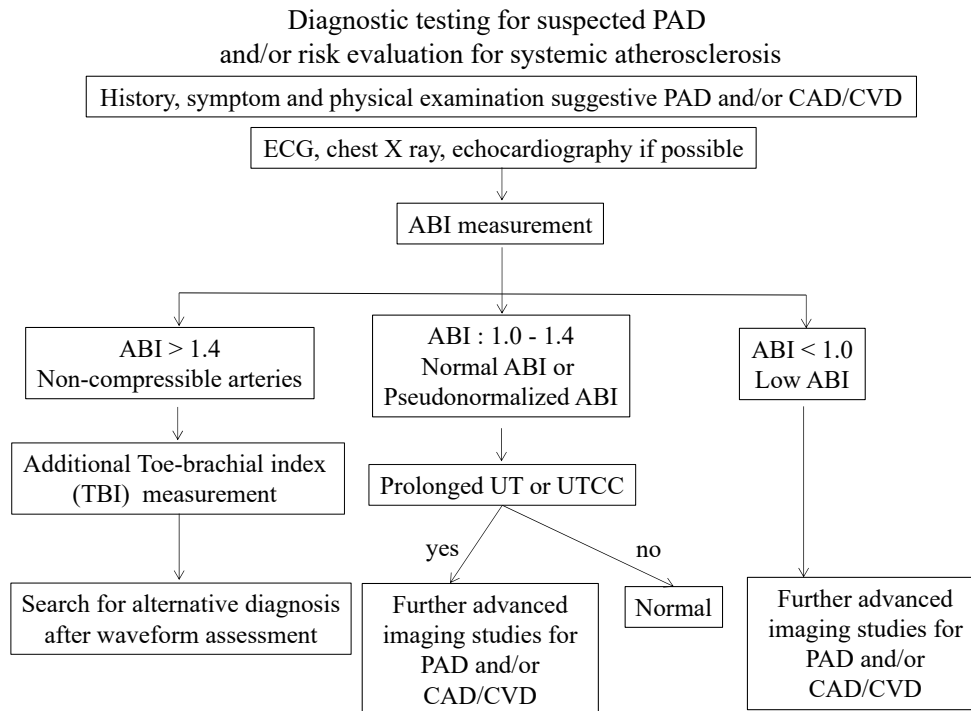 Diagnostic testing for suspected PAD
and/or risk evaluation for systemic atherosclerosis
History, symptom and physical examination suggestive PAD and/or CAD/CVD
ECG, chest X ray, echocardiography if possible
ABI measurement
ABI > 1.4
Non-compressible arteries
ABI : 1.0 - 1.4
Normal ABI or
Pseudonormalized ABI
ABI < 1.0
Low ABI
Additional Toe-brachial index
(TBI) measurement
Prolonged UT or UTCC
yes
no
Search for alternative diagnosis
after waveform assessment
Further advanced
imaging studies for
PAD and/or
CAD/CVD
Normal
Further advanced
imaging studies for
PAD and/or
CAD/CVD